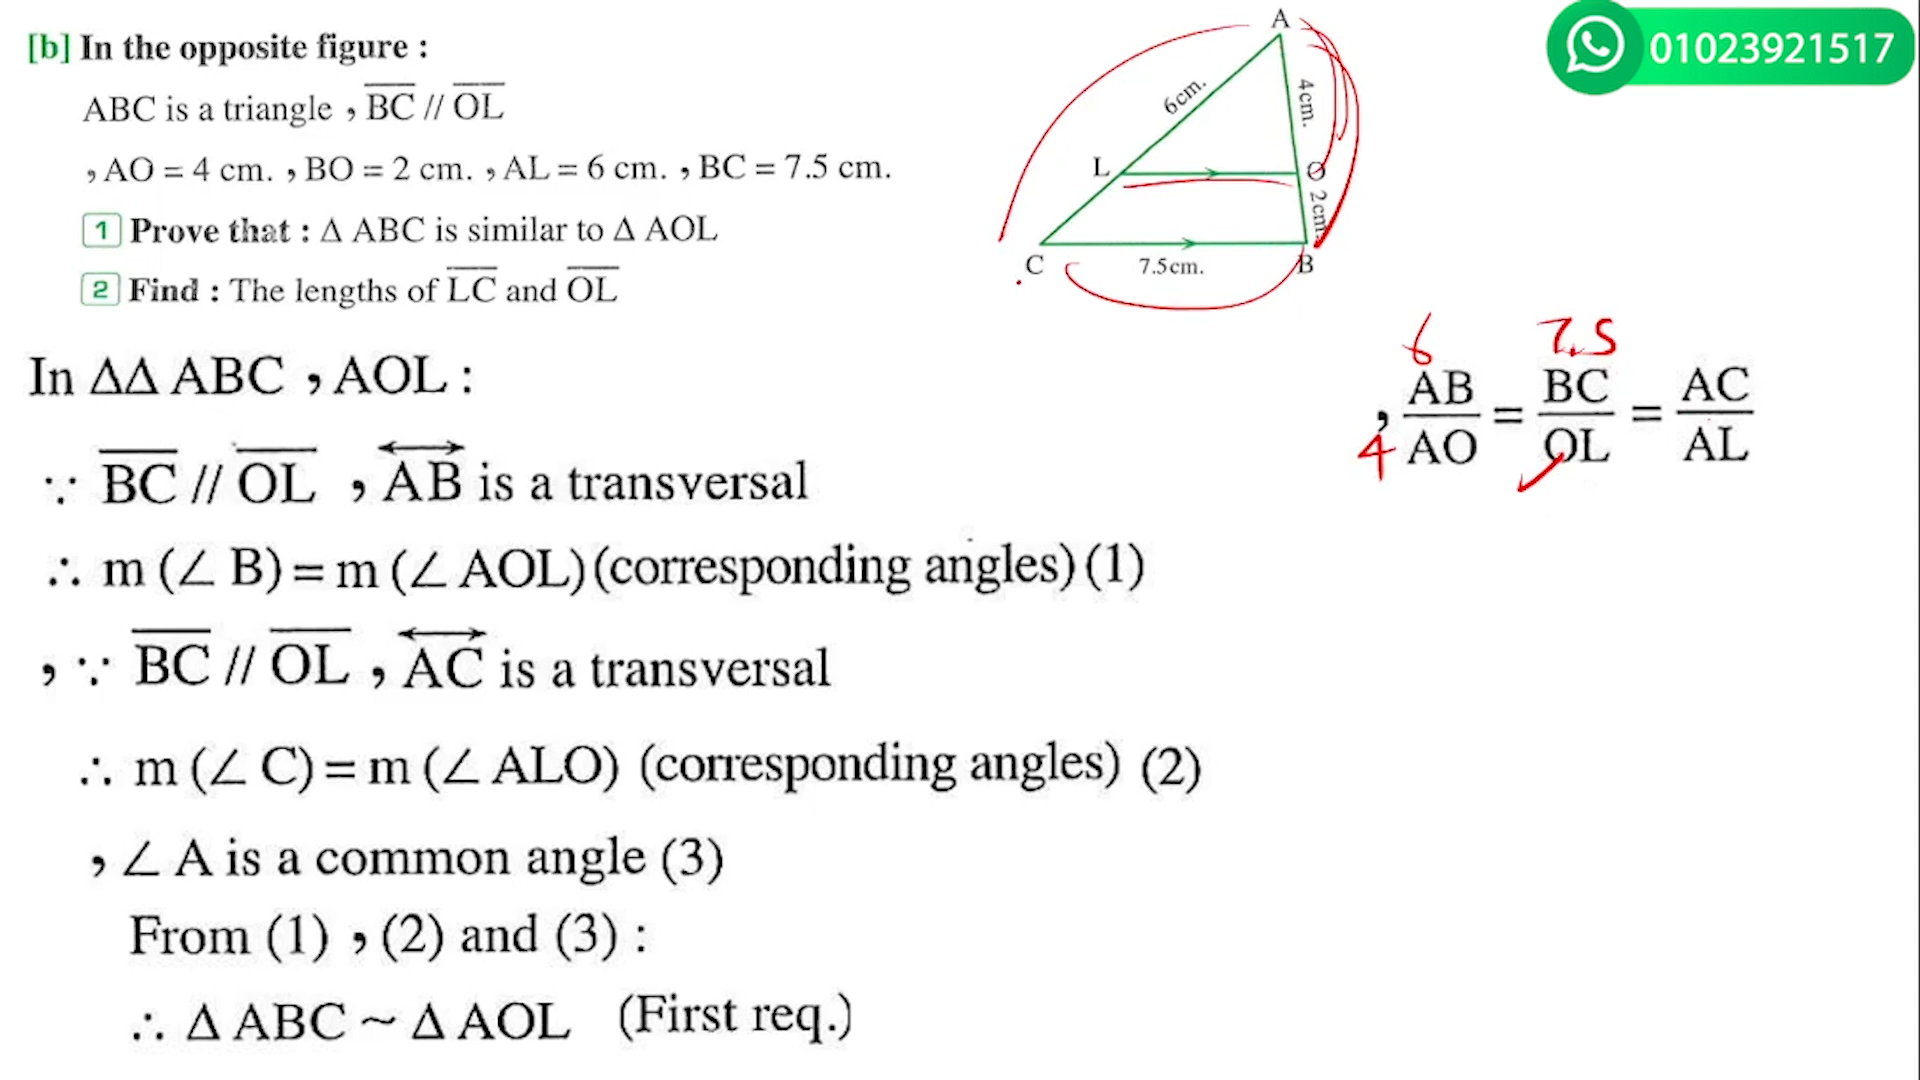 [b] In the opposite figure :
ABC is a triangle , BC // OL
, AO = 4 cm. , BO = 2 cm. , AL = 6 cm. , BC = 7.5 cm.
1 Prove that : Δ ABC is similar to Δ AOL
2 Find : The lengths of LC and OL
A
6cm.
4cm.
L
O
2cm.
C
7.5cm.
B
01023921517
In ΔΔ ABC , AOL :
∵ BC // OL , AB is a transversal
∴ m (∠ B) = m (∠ AOL) (corresponding angles) (1)
, ∵ BC // OL , AC is a transversal
∴ m (∠ C) = m (∠ ALO) (corresponding angles) (2)
, ∠ A is a common angle (3)
From (1) , (2) and (3) :
∴ Δ ABC ~ Δ AOL (First req.)
6 7.5
, AB/AO = BC/OL = AC/AL
4